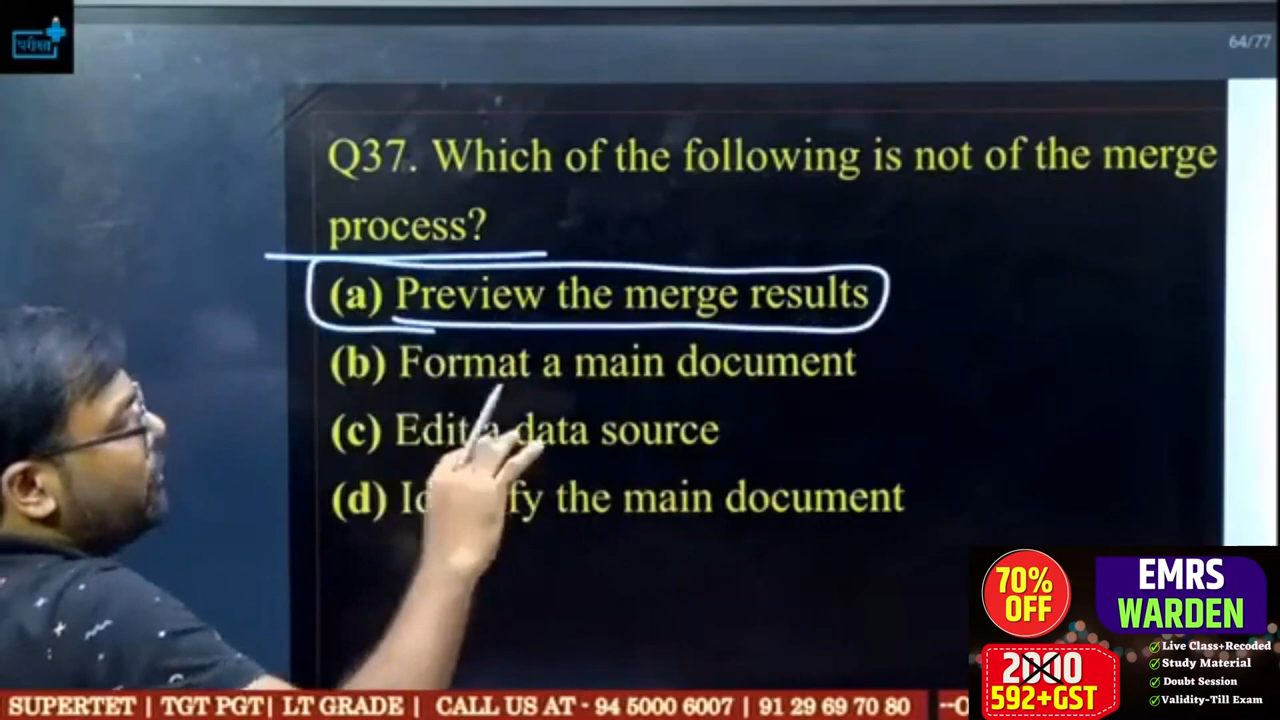 परीक्षा
64/77
Q37. Which of the following is not of the merge
process?
(a) Preview the merge results
(b) Format a main document
(c) Edit a data source
(d) Identify the main document
70%
OFF
EMRS
WARDEN
2000
592+GST
Live Class+Recoded
Study Material
Doubt Session
Validity-Till Exam
SUPERTET | TGT PGT| LT GRADE | CALL US AT - 94 5000 6007 | 91 29 69 70 80 --O